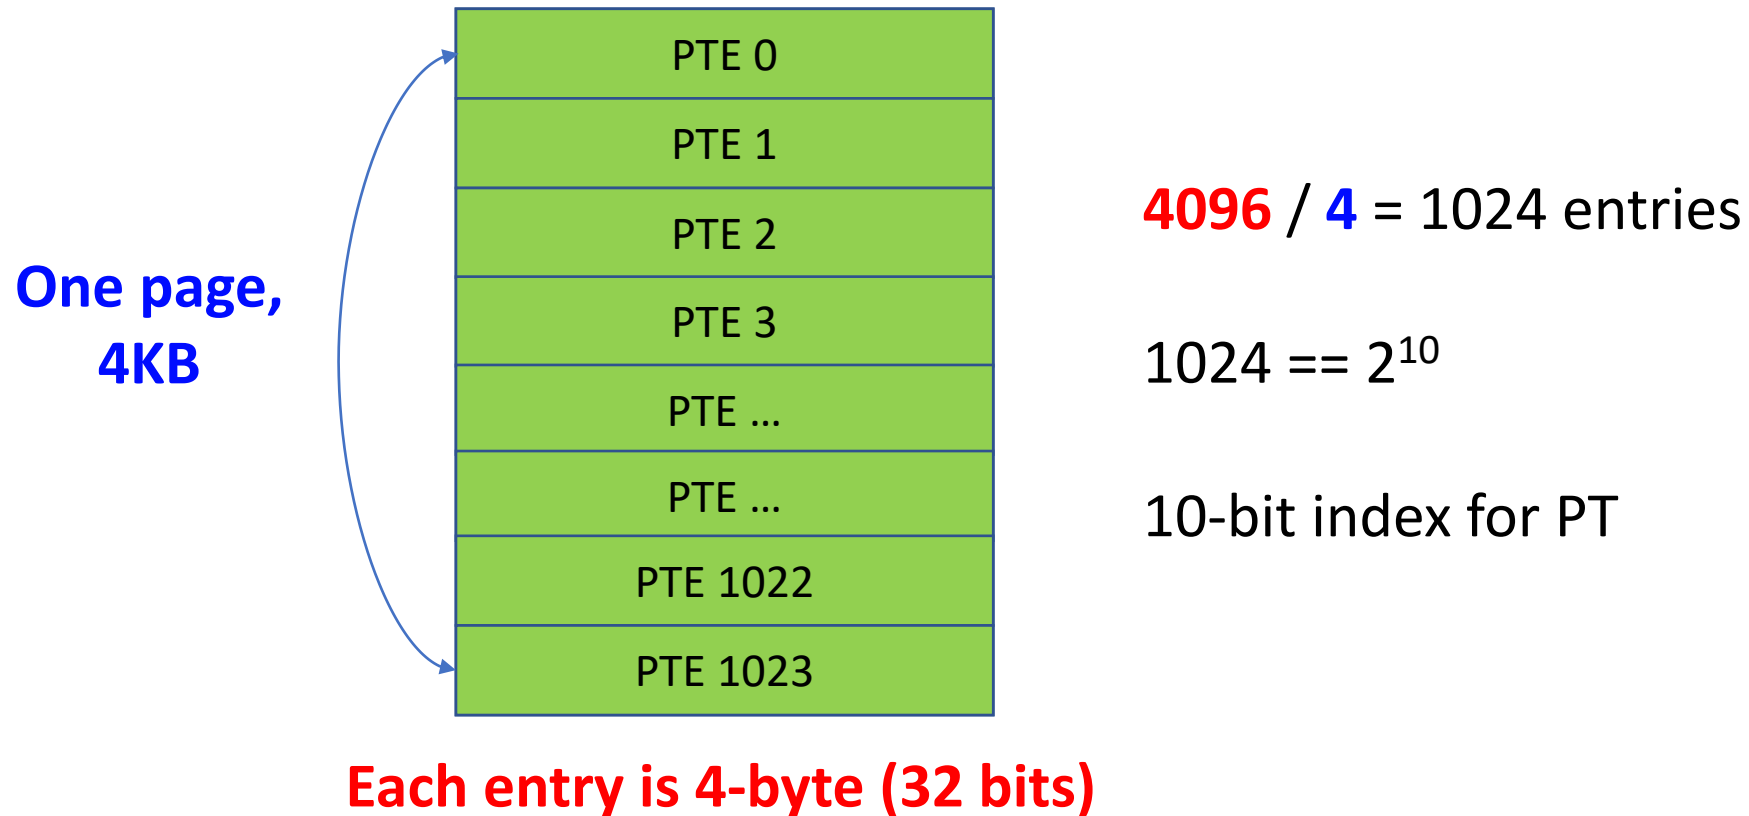 PTE 0
PTE 1
PTE 2
PTE 3
PTE ...
PTE ...
PTE 1022
PTE 1023
One page,
4KB
4096 / 4 = 1024 entries
1024 == 2¹⁰
10-bit index for PT
Each entry is 4-byte (32 bits)